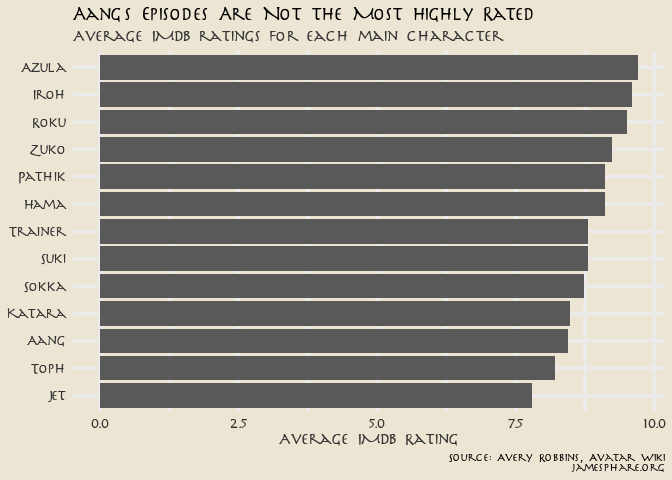 Aangs Episodes Are Not the Most Highly Rated
Average IMDB Ratings for each Main Character
Azula
Iroh
Roku
Zuko
Pathik
Hama
Trainer
Suki
Sokka
Katara
Aang
Toph
Jet
0.0 2.5 5.0 7.5 10.0
Average IMDB Rating
Source: Avery Robbins, Avatar Wiki
jamesphare.org